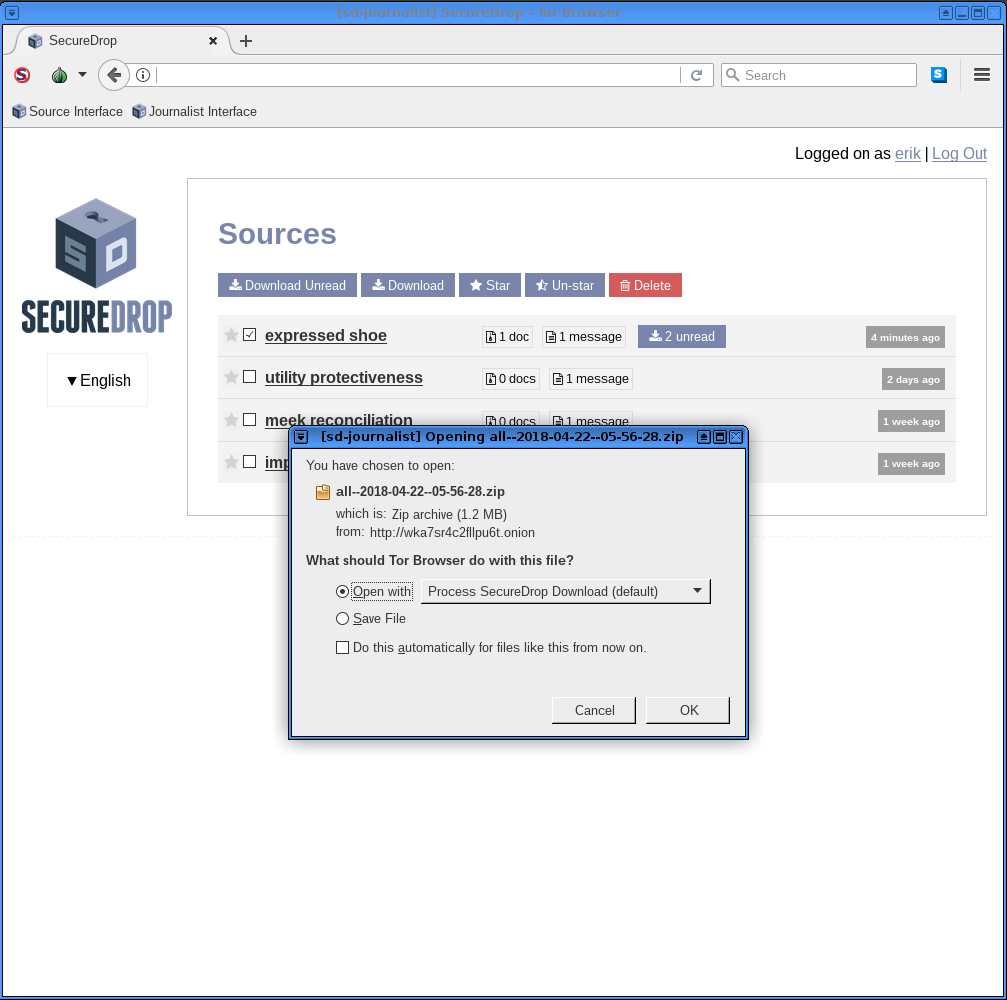 [sd-journalist] SecureDrop - Tor Browser
SecureDrop
Search
Source Interface Journalist Interface
Logged on as erik | Log Out
SECUREDROP
▼English
Sources
Download Unread Download Star Un-star Delete
expressed shoe 1 doc 1 message 2 unread 4 minutes ago
utility protectiveness 0 docs 1 message 2 days ago
meek reconciliation 0 docs 1 message 1 week ago
1 week ago
[sd-journalist] Opening all--2018-04-22--05-56-28.zip
You have chosen to open:
all--2018-04-22--05-56-28.zip
which is: Zip archive (1.2 MB)
from: http://wka7sr4c2fllpu6t.onion
What should Tor Browser do with this file?
Open with Process SecureDrop Download (default)
Save File
Do this automatically for files like this from now on.
Cancel OK